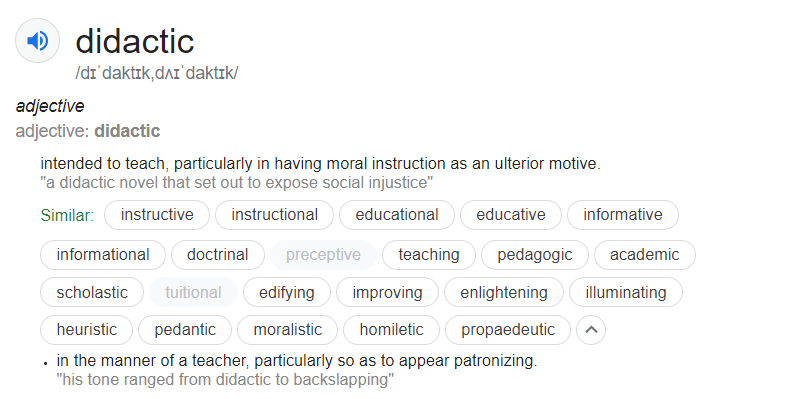 didactic
/dɪˈdaktɪk,dʌɪˈdaktɪk/
adjective
adjective: didactic
intended to teach, particularly in having moral instruction as an ulterior motive.
"a didactic novel that set out to expose social injustice"
Similar: instructive instructional educational educative informative
informational doctrinal preceptive teaching pedagogic academic
scholastic tuitional edifying improving enlightening illuminating
heuristic pedantic moralistic homiletic propaedeutic
• in the manner of a teacher, particularly so as to appear patronizing.
"his tone ranged from didactic to backslapping"